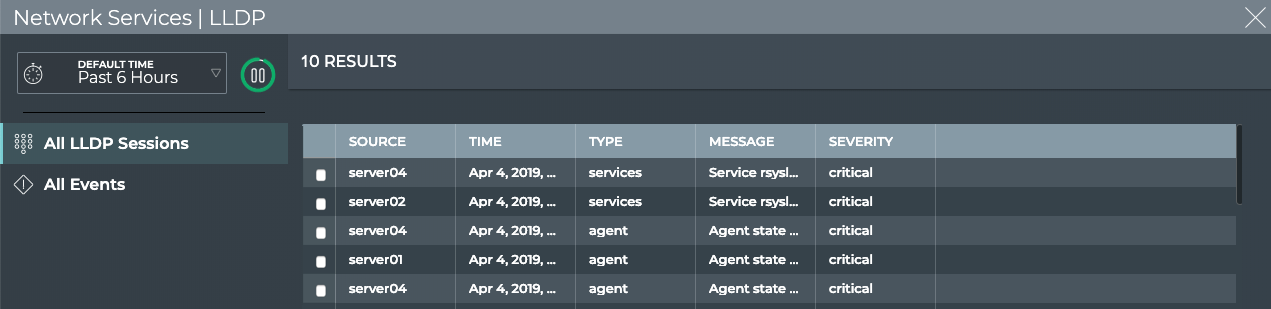 Network Services | LLDP
DEFAULT TIME
Past 6 Hours
10 RESULTS
All LLDP Sessions
All Events
SOURCE TIME TYPE MESSAGE SEVERITY
server04 Apr 4, 2019, ... services Service rsysl... critical
server02 Apr 4, 2019, ... services Service rsysl... critical
server04 Apr 4, 2019, ... agent Agent state ... critical
server01 Apr 4, 2019, ... agent Agent state ... critical
server04 Apr 4, 2019, ... agent Agent state ... critical